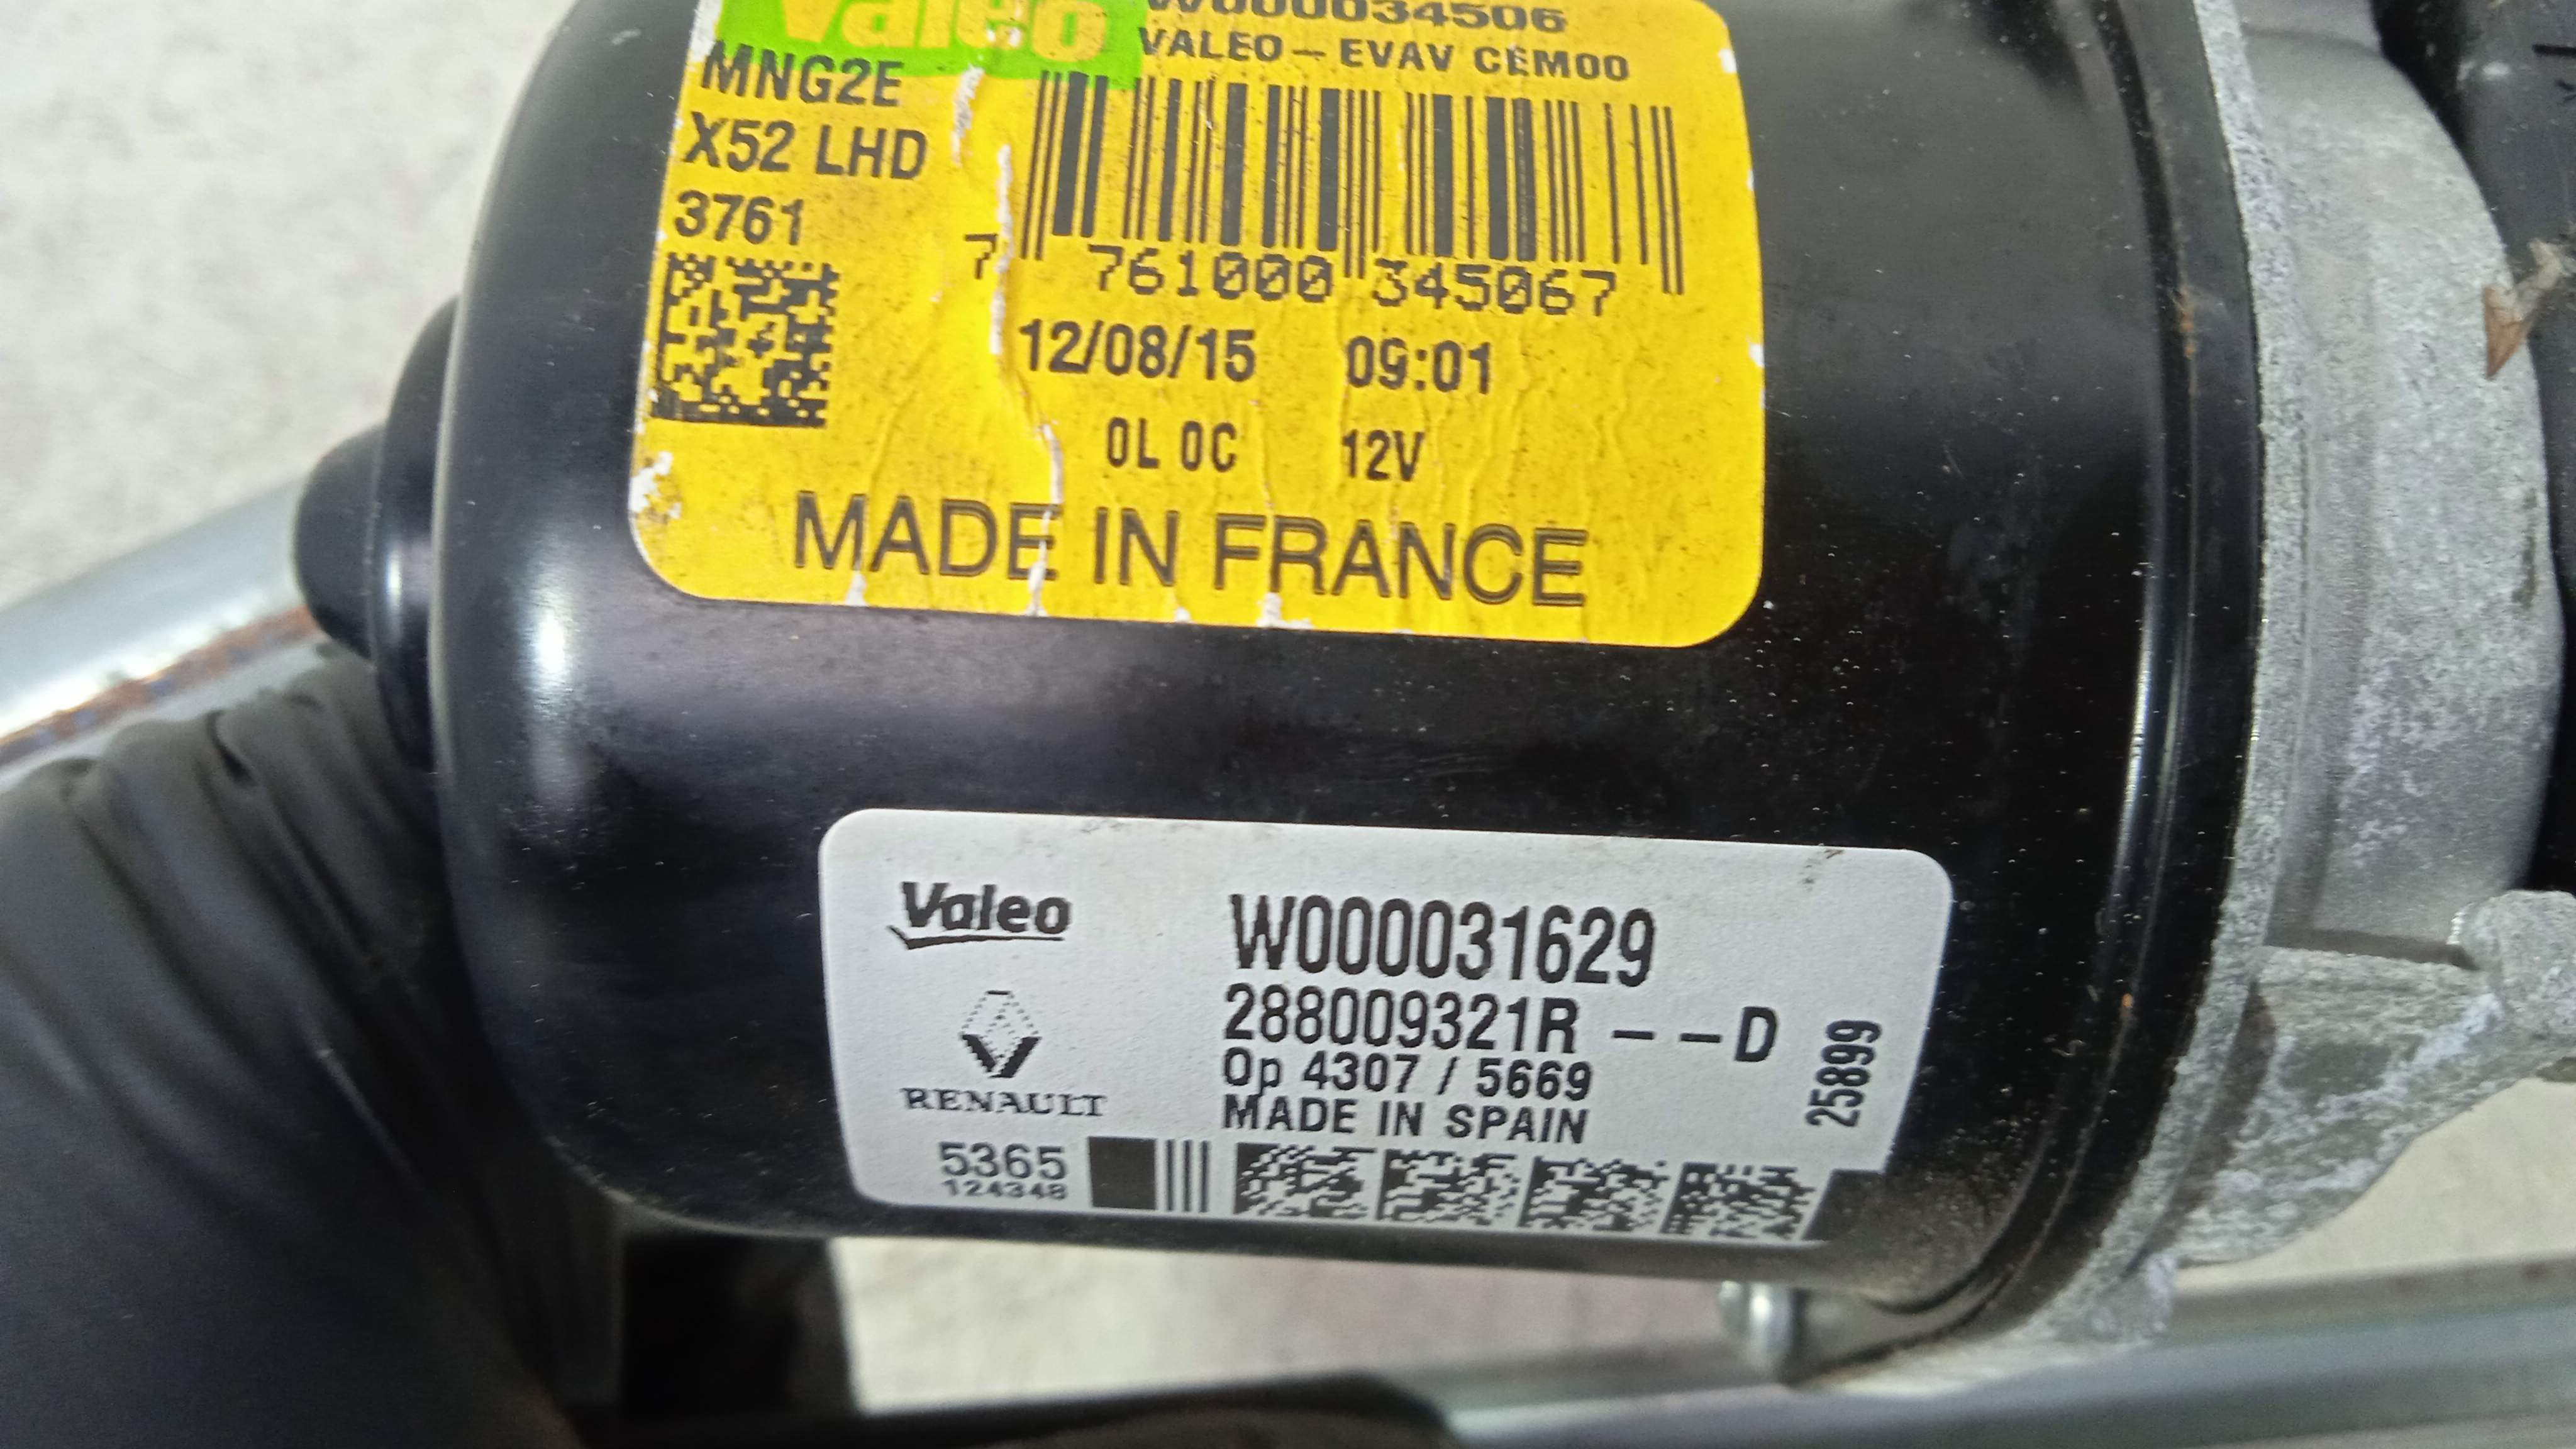 Valeo
W000034506
VALEO – EVAV CEM00
MNG2E
X52 LHD
3761
7 761000 345067
12/08/15 09:01
0L 0C 12V
MADE IN FRANCE
Valeo
W000031629
288009321R – – D
Op 4307 / 5669
MADE IN SPAIN
25899
RENAULT
5365
124348